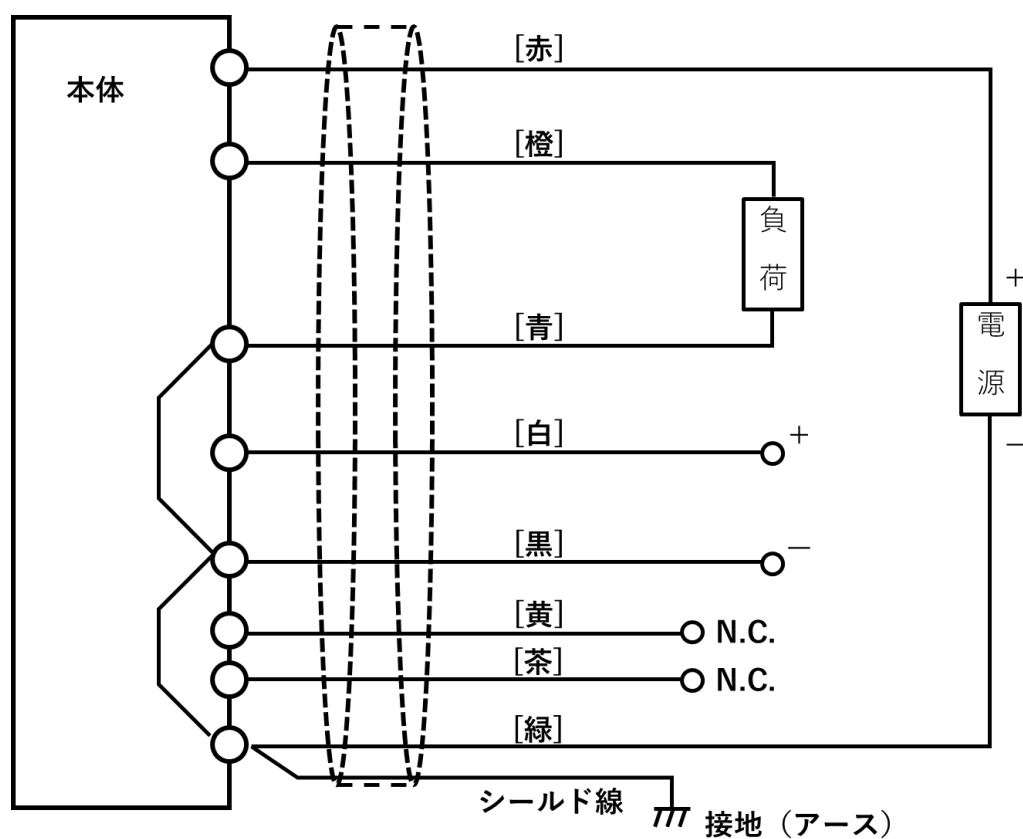 本体
[赤]
[橙]
負
荷
[青]
+
電
源
−
[白]
+
[黒]
−
[黄]
N.C.
[茶]
N.C.
[緑]
シールド線
接地（アース）